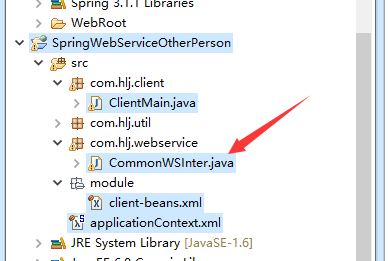 Spring 3.1.1 Libraries
WebRoot
SpringWebServiceOtherPerson
src
com.hlj.client
ClientMain.java
com.hlj.util
com.hlj.webservice
CommonWSInter.java
module
client-beans.xml
applicationContext.xml
JRE System Library [JavaSE-1.6]